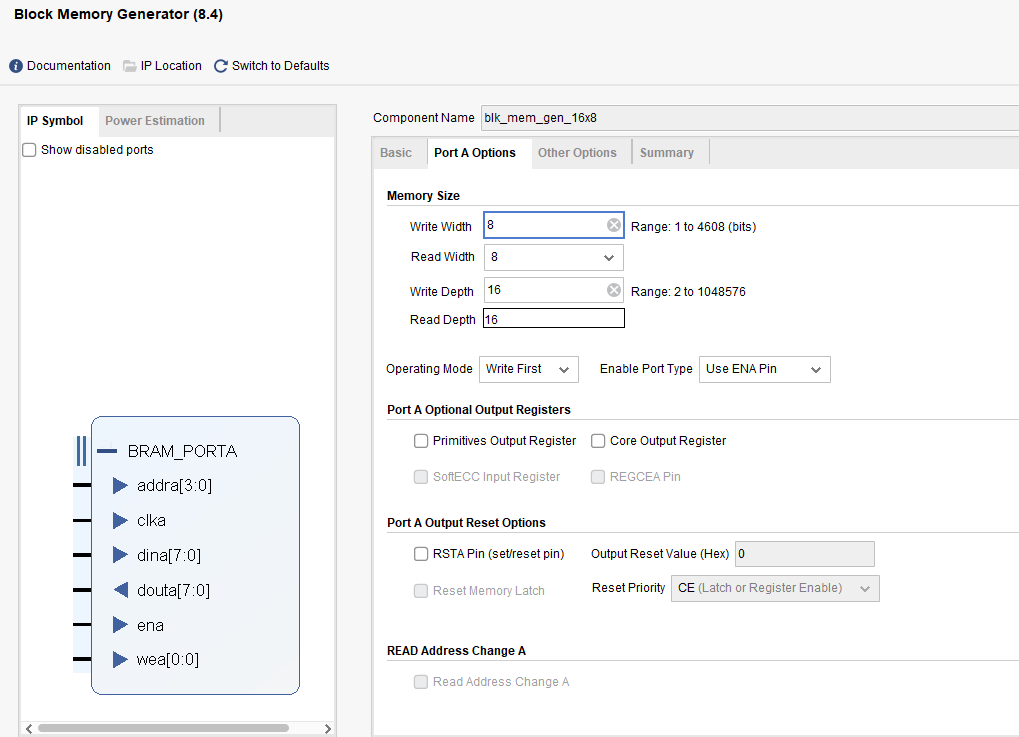 Block Memory Generator (8.4)
Documentation IP Location Switch to Defaults
IP Symbol Power Estimation
Show disabled ports
BRAM_PORTA
addra[3:0]
clka
dina[7:0]
douta[7:0]
ena
wea[0:0]
Component Name blk_mem_gen_16x8
Basic Port A Options Other Options Summary
Memory Size
Write Width 8 Range: 1 to 4608 (bits)
Read Width 8
Write Depth 16 Range: 2 to 1048576
Read Depth 16
Operating Mode Write First Enable Port Type Use ENA Pin
Port A Optional Output Registers
Primitives Output Register Core Output Register
SoftECC Input Register REGCEA Pin
Port A Output Reset Options
RSTA Pin (set/reset pin) Output Reset Value (Hex) 0
Reset Memory Latch Reset Priority CE (Latch or Register Enable)
READ Address Change A
Read Address Change A